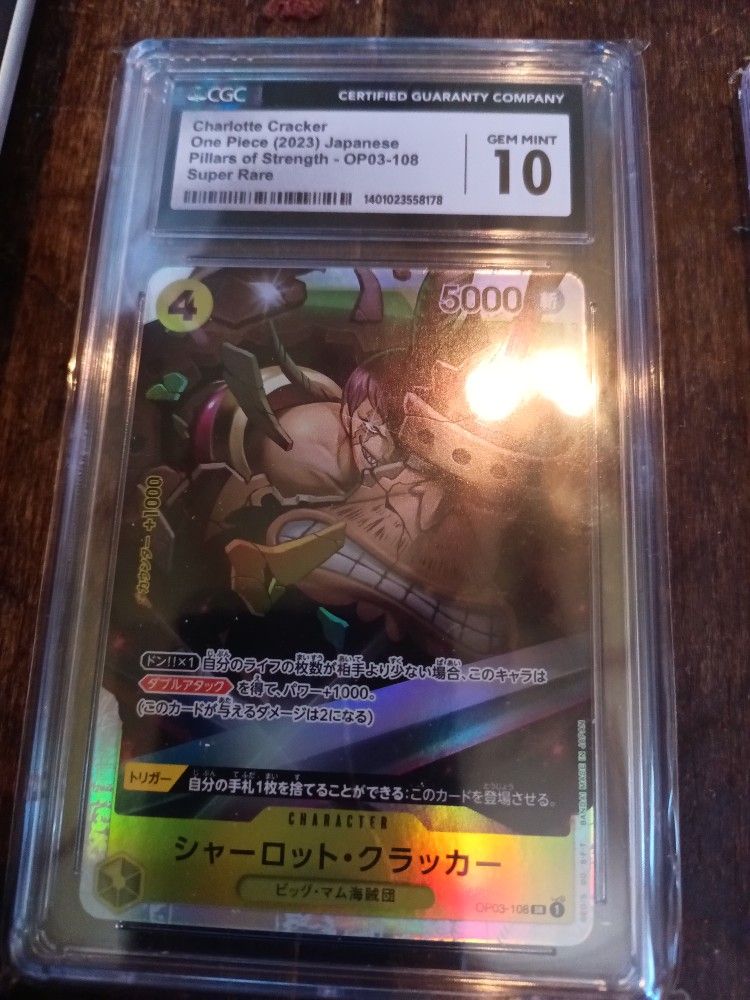 CGC CERTIFIED GUARANTY COMPANY
Charlotte Cracker
One Piece (2023) Japanese
Pillars of Strength - OP03-108
Super Rare
GEM MINT
10
1401023558178
4
5000
カウンター +1000
ドン!!×1 自分のライフの枚数が相手より少ない場合、このキャラは
ダブルアタック を得て、パワー+1000。
(このカードが与えるダメージは2になる)
トリガー 自分の手札1枚を捨てることができる:このカードを登場させる。
CHARACTER
シャーロット・クラッカー
ビッグ・マム海賊団
OP03-108 SR 1
BANDAI MADE IN JAPAN